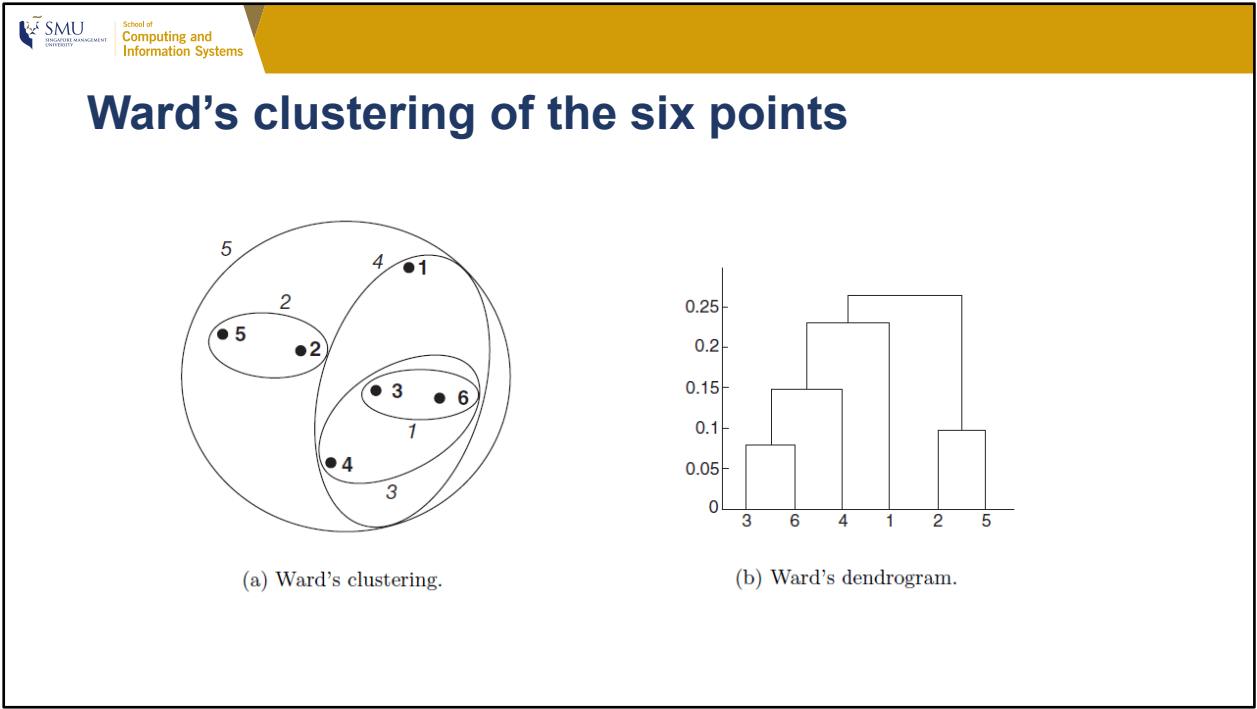 SMU
SINGAPORE MANAGEMENT
UNIVERSITY
School of
Computing and
Information Systems
Ward's clustering of the six points
5
4
1
2
5
2
3
6
1
4
3
(a) Ward's clustering.
0.25
0.2
0.15
0.1
0.05
0
3 6 4 1 2 5
(b) Ward's dendrogram.